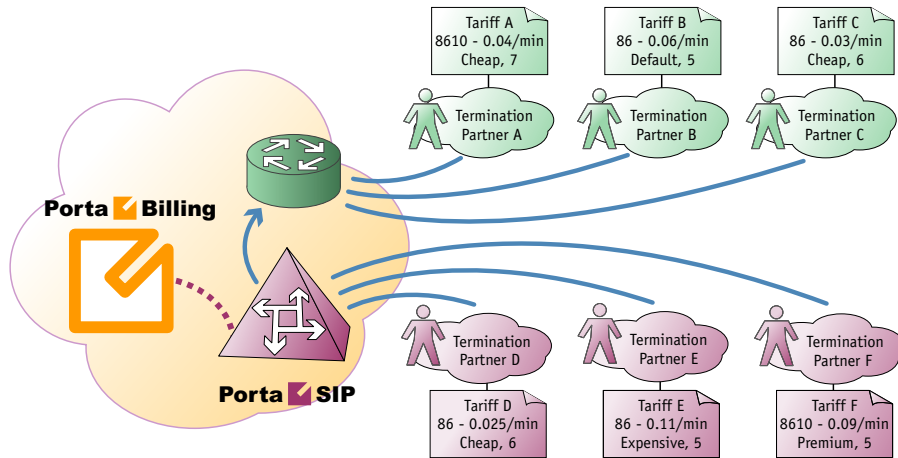 Tariff A
8610 - 0.04/min
Cheap, 7
Tariff B
86 - 0.06/min
Default, 5
Tariff C
86 - 0.03/min
Cheap, 6
Termination
Partner A
Termination
Partner B
Termination
Partner C
Porta Billing
Porta SIP
Termination
Partner D
Termination
Partner E
Termination
Partner F
Tariff D
86 - 0.025/min
Cheap, 6
Tariff E
86 - 0.11/min
Expensive, 5
Tariff F
8610 - 0.09/min
Premium, 5